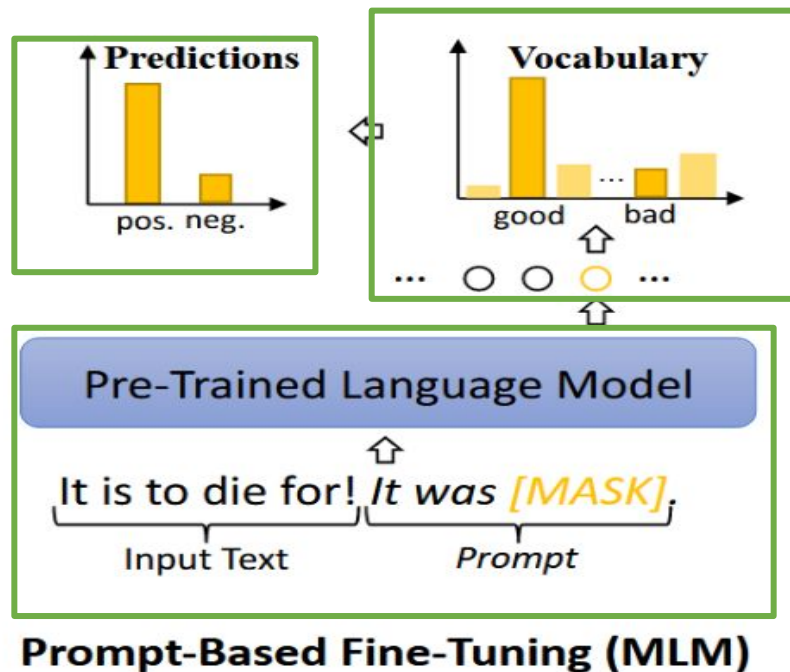 Predictions
pos. neg.
Vocabulary
...
good bad
... ...
Pre-Trained Language Model
It is to die for! It was [MASK].
Input Text Prompt
Prompt-Based Fine-Tuning (MLM)